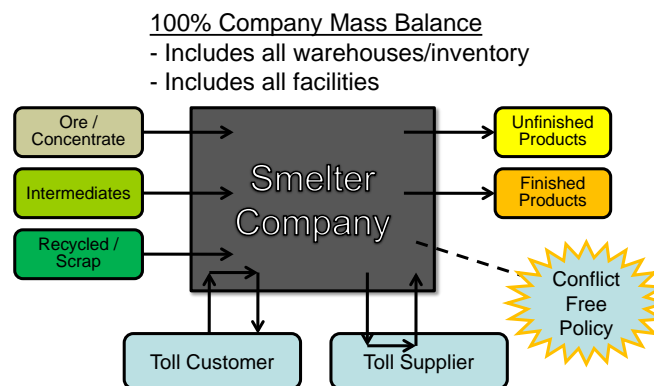 100% Company Mass Balance
- Includes all warehouses/inventory
- Includes all facilities
Ore /
Concentrate
Intermediates
Recycled /
Scrap
Smelter
Company
Unfinished
Products
Finished
Products
Conflict
Free
Policy
Toll Customer
Toll Supplier